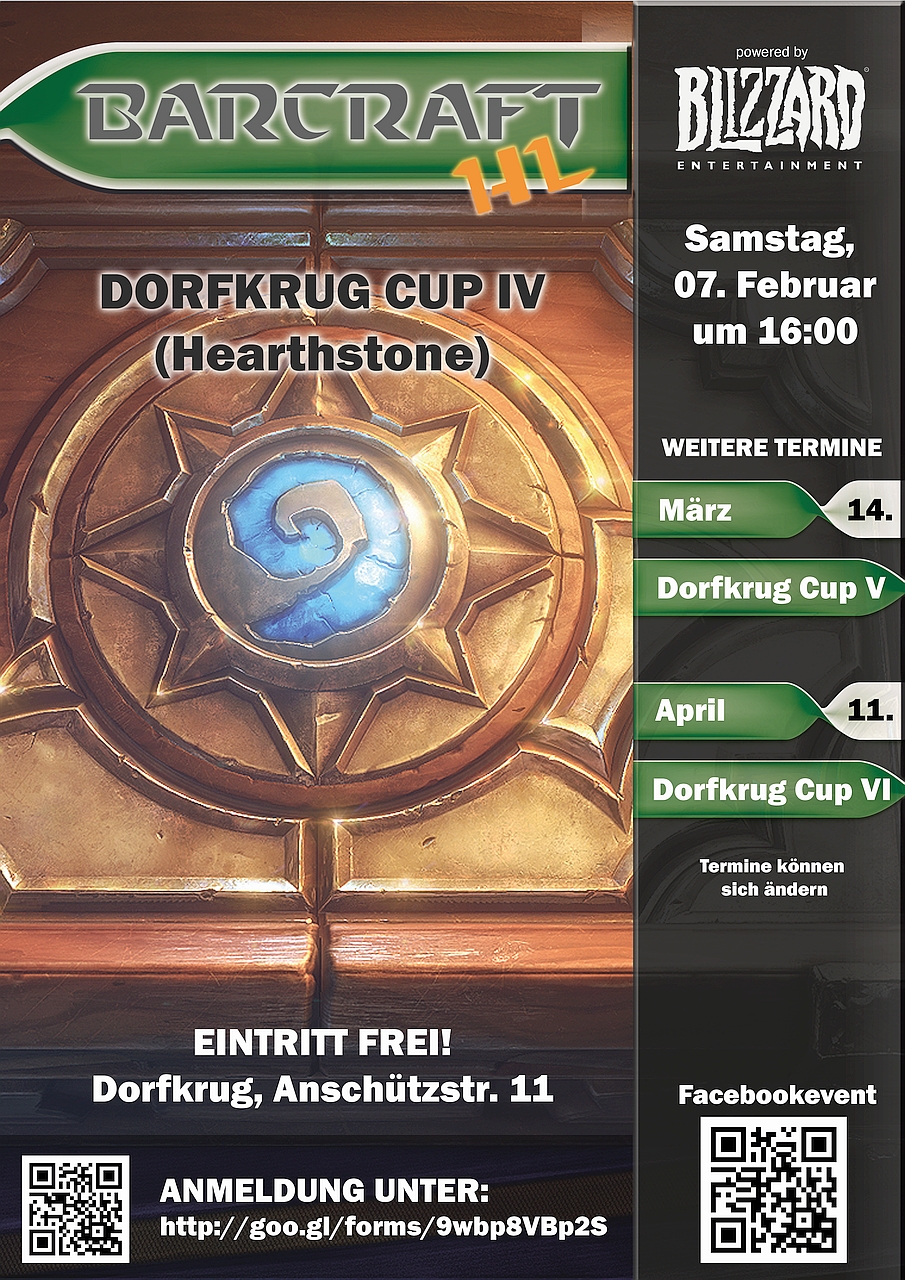 BARCRAFT
HL
DORFKRUG CUP IV
(Hearthstone)
EINTRITT FREI!
Dorfkrug, Anschützstr. 11
ANMELDUNG UNTER:
http://goo.gl/forms/9wbp8VBp2S
powered by
BLIZZARD
ENTERTAINMENT
Samstag,
07. Februar
um 16:00
WEITERE TERMINE
März 14.
Dorfkrug Cup V
April 11.
Dorfkrug Cup VI
Termine können
sich ändern
Facebookevent